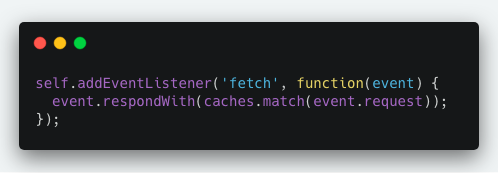 self.addEventListener('fetch', function(event) {
  event.respondWith(caches.match(event.request));
});